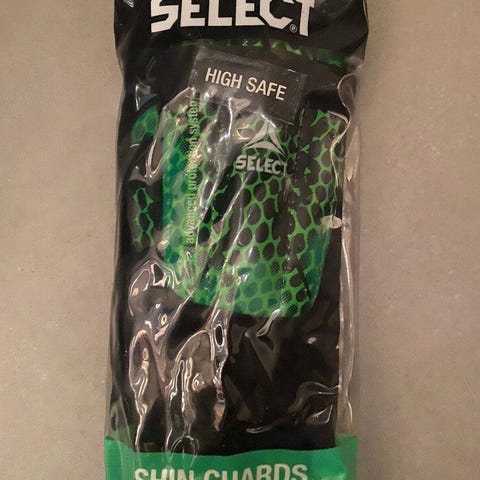 SELECT®
HIGH SAFE
advanced protection system
SELECT
SHIN GUARDS